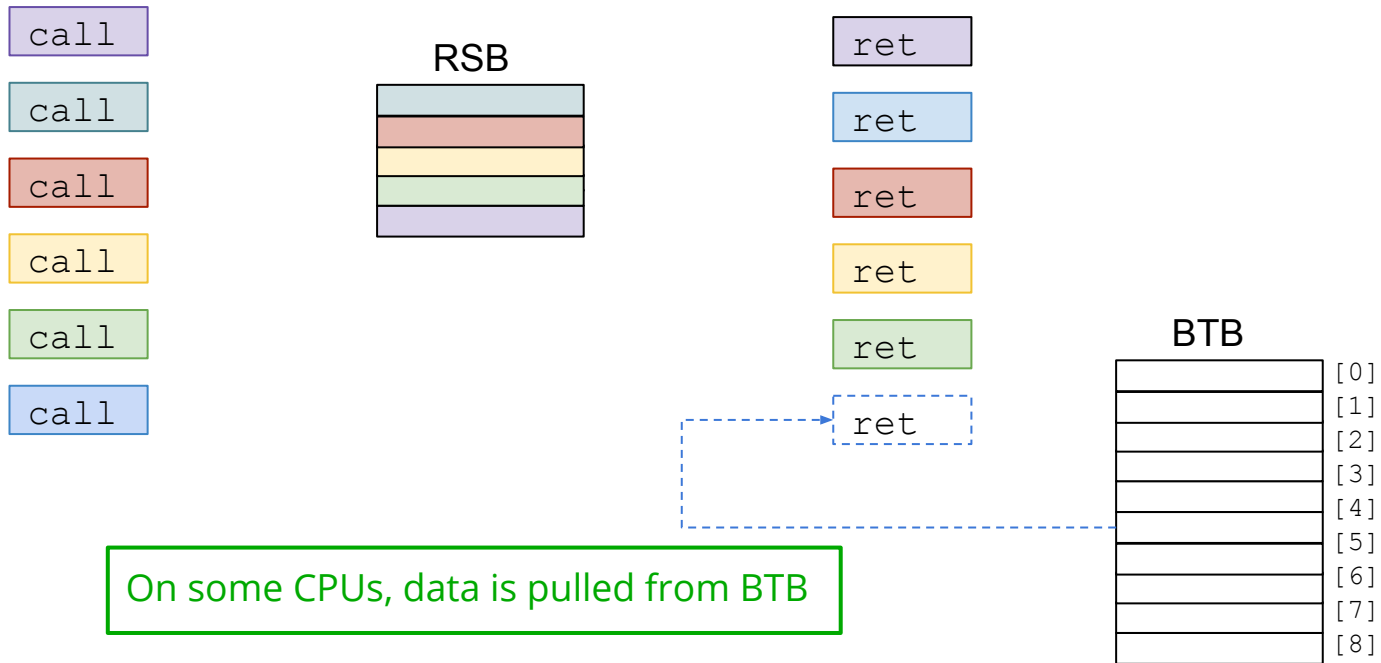 call
call
call
call
call
call
RSB
ret
ret
ret
ret
ret
ret
BTB
[0]
[1]
[2]
[3]
[4]
[5]
[6]
[7]
[8]
On some CPUs, data is pulled from BTB